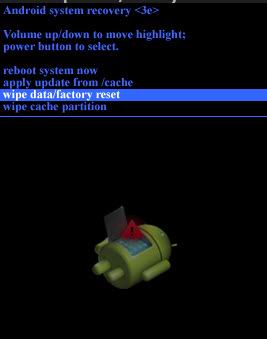 Android system recovery <3e>
Volume up/down to move highlight;
power button to select.
reboot system now
apply update from /cache
wipe data/factory reset
wipe cache partition